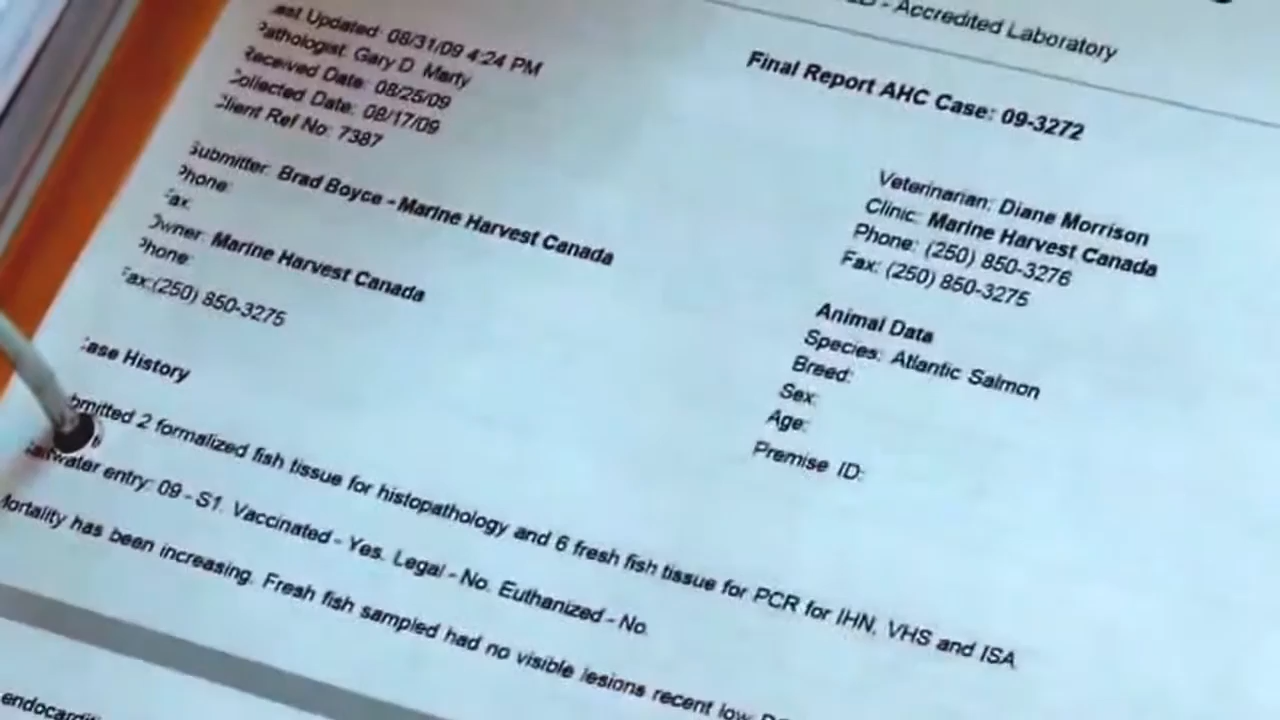 - Accredited Laboratory
Final Report AHC Case: 09-3272
ast Updated: 08/31/09 4:24 PM
Pathologist: Gary D. Marty
Received Date: 08/25/09
Collected Date: 08/17/09
Client Ref No: 7387
Submitter: Brad Boyce - Marine Harvest Canada
Phone:
Fax:
Owner: Marine Harvest Canada
Phone:
Fax:(250) 850-3275
Veterinarian: Diane Morrison
Clinic: Marine Harvest Canada
Phone: (250) 850-3276
Fax: (250) 850-3275
Animal Data
Species: Atlantic Salmon
Breed:
Sex:
Age:
Premise ID:
Case History
bmitted 2 formalized fish tissue for histopathology and 6 fresh fish tissue for PCR for IHN, VHS and ISA.
Saltwater entry: 09 - S1. Vaccinated - Yes. Legal - No. Euthanized - No.
Mortality has been increasing. Fresh fish sampled had no visible lesions recent low